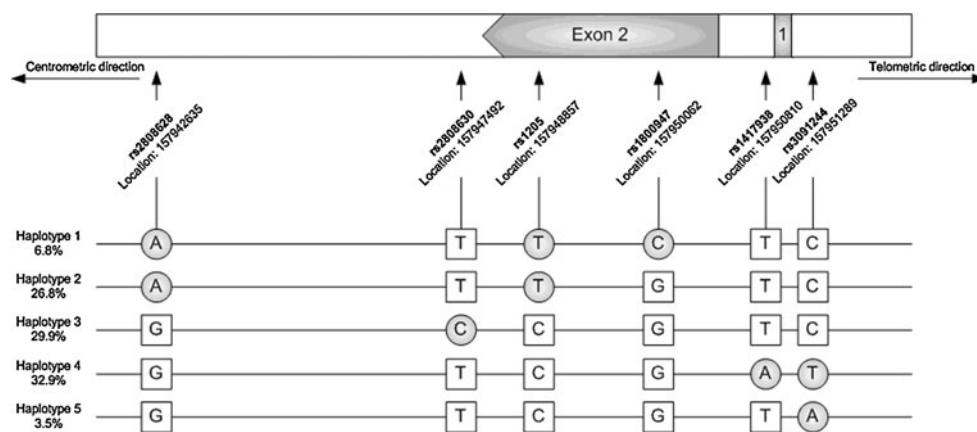 Exon 2
1
Centrometric direction
Telometric direction
rs2808628
Location: 157942635
rs2808630
Location: 157947492
rs1205
Location: 157948857
rs1800947
Location: 157950062
rs1417938
Location: 157950810
rs3091244
Location: 157951289
Haplotype 1
6.8%
A T T C T C
Haplotype 2
26.8%
A T T G T C
Haplotype 3
29.9%
G C C G T C
Haplotype 4
32.9%
G T C G A T
Haplotype 5
3.5%
G T C G T A